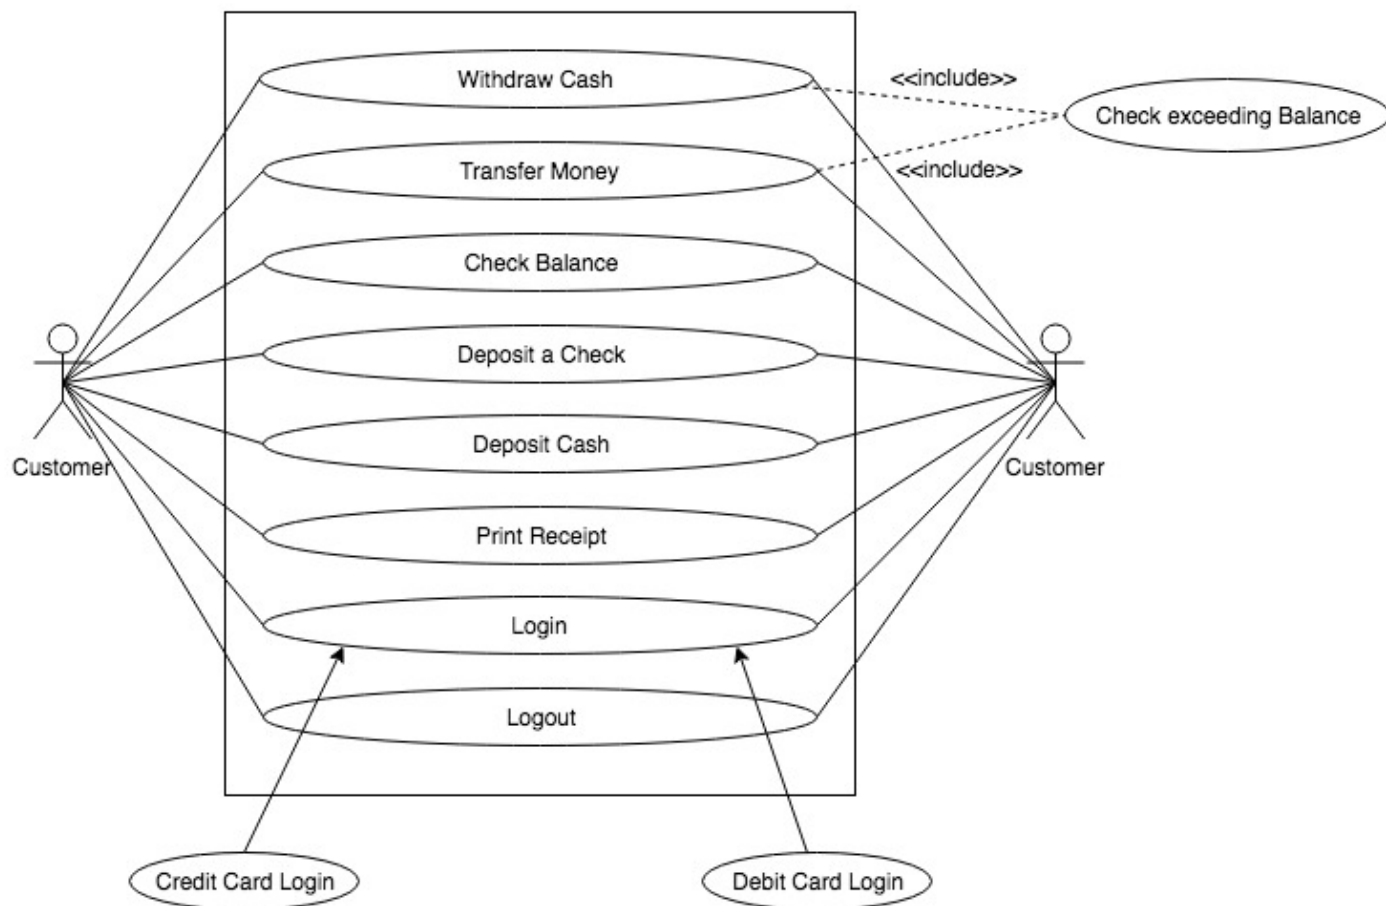 Withdraw Cash
<<include>>
Check exceeding Balance
Transfer Money
<<include>>
Check Balance
Deposit a Check
Deposit Cash
Customer
Customer
Print Receipt
Login
Logout
Credit Card Login
Debit Card Login